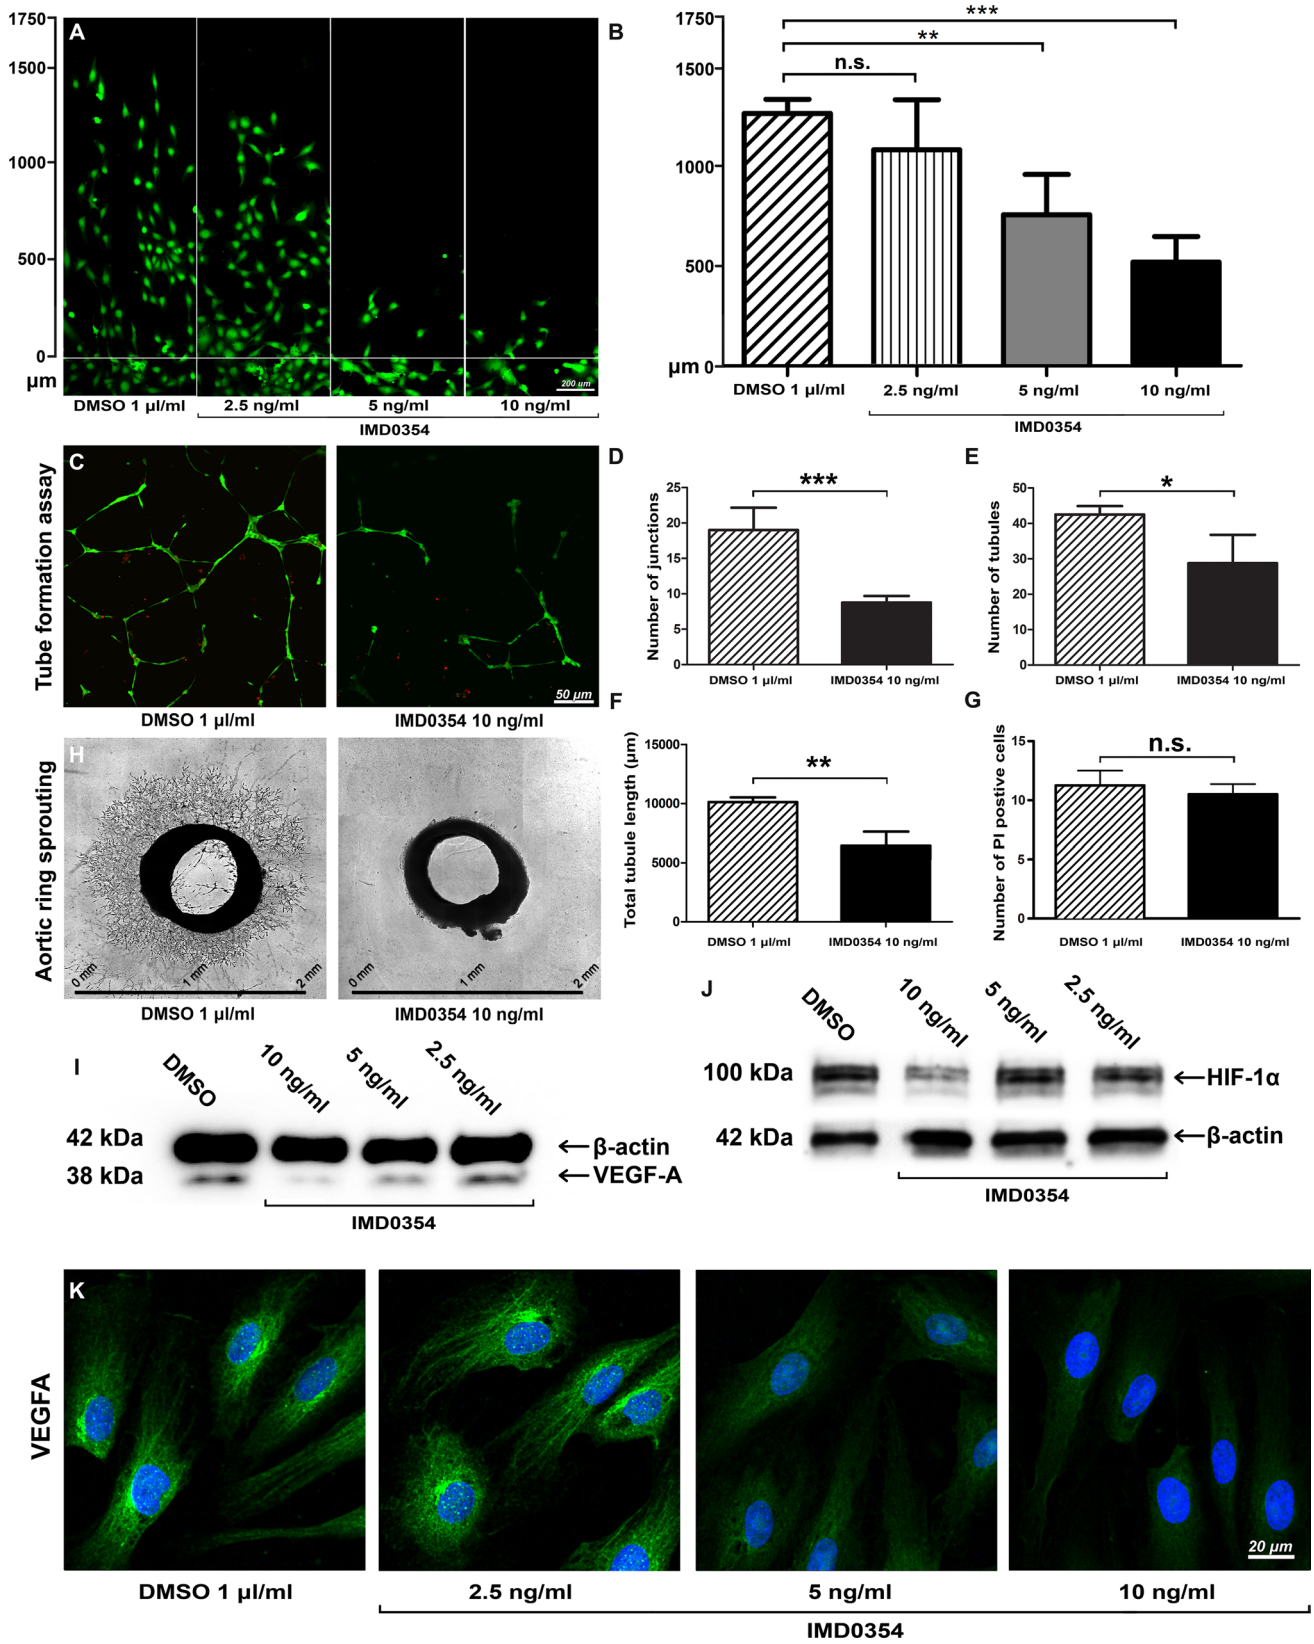 A
1750
1500
1000
500
0
µm
200 um
DMSO 1 µl/ml
2.5 ng/ml
5 ng/ml
10 ng/ml
IMD0354
B
1750
1500
1000
500
µm 0
n.s.
**
***
DMSO 1 µl/ml
2.5 ng/ml
5 ng/ml
10 ng/ml
IMD0354
Tube formation assay
C
50 µm
DMSO 1 µl/ml
IMD0354 10 ng/ml
D
Number of junctions
25
20
15
10
5
0
***
DMSO 1 µl/ml
IMD0354 10 ng/ml
E
Number of tubules
50
40
30
20
10
0
*
DMSO 1 µl/ml
IMD0354 10 ng/ml
F
Total tubule length (µm)
15000
10000
5000
0
**
DMSO 1 µl/ml
IMD0354 10 ng/ml
G
Number of PI postive cells
15
10
5
0
n.s.
DMSO 1 µl/ml
IMD0354 10 ng/ml
Aortic ring sprouting
H
0 mm
1 mm
2 mm
0 mm
1 mm
2 mm
DMSO 1 µl/ml
IMD0354 10 ng/ml
I
DMSO
10 ng/ml
5 ng/ml
2.5 ng/ml
42 kDa
38 kDa
←β-actin
←VEGF-A
IMD0354
J
DMSO
10 ng/ml
5 ng/ml
2.5 ng/ml
100 kDa
42 kDa
←HIF-1α
←β-actin
IMD0354
VEGFA
K
20 µm
DMSO 1 µl/ml
2.5 ng/ml
5 ng/ml
10 ng/ml
IMD0354